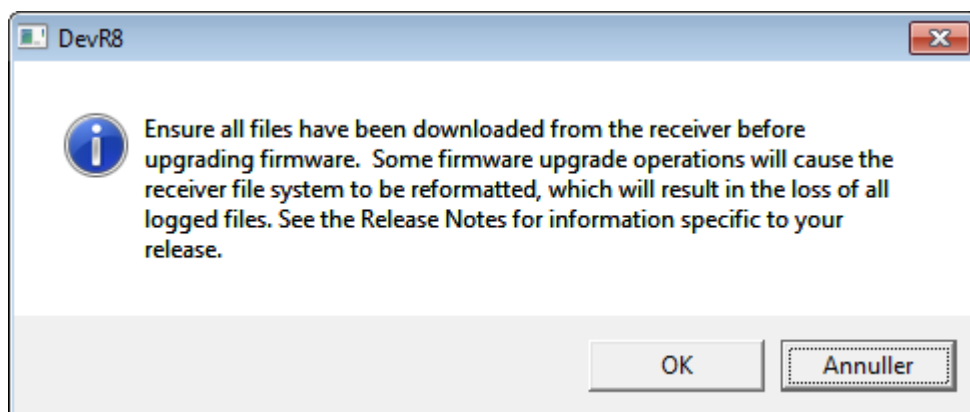 DevR8
Ensure all files have been downloaded from the receiver before
upgrading firmware.  Some firmware upgrade operations will cause the
receiver file system to be reformatted, which will result in the loss of all
logged files. See the Release Notes for information specific to your
release.
OK
Annuller